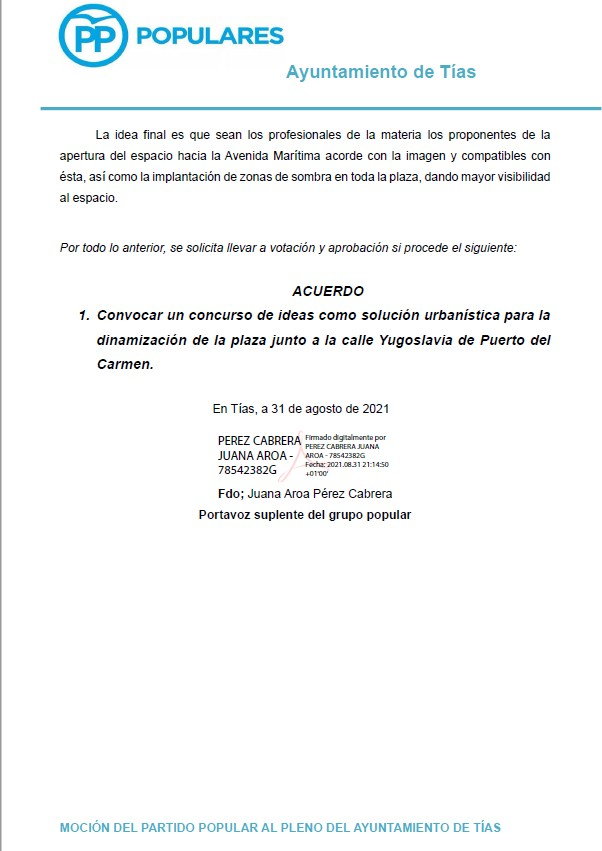 PP POPULARES
Ayuntamiento de Tías
La idea final es que sean los profesionales de la materia los proponentes de la
apertura del espacio hacia la Avenida Marítima acorde con la imagen y compatibles con
ésta, así como la implantación de zonas de sombra en toda la plaza, dando mayor visibilidad
al espacio.
Por todo lo anterior, se solicita llevar a votación y aprobación si procede el siguiente:
ACUERDO
1. Convocar un concurso de ideas como solución urbanística para la
dinamización de la plaza junto a la calle Yugoslavia de Puerto del
Carmen.
En Tías, a 31 de agosto de 2021
PEREZ CABRERA
JUANA AROA -
78542382G
Firmado digitalmente por
PEREZ CABRERA JUANA
AROA - 78542382G
Fecha: 2021.08.31 21:14:50
+01'00'
Fdo; Juana Aroa Pérez Cabrera
Portavoz suplente del grupo popular
MOCIÓN DEL PARTIDO POPULAR AL PLENO DEL AYUNTAMIENTO DE TÍAS